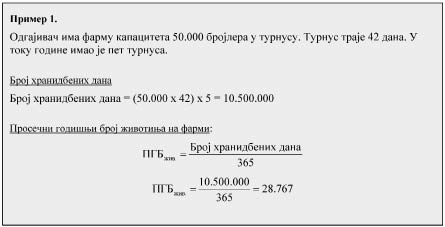 Пример 1.
Одгајивач има фарму капацитета 50.000 бројлера у турнусу. Турнус траје 42 дана. У
току године имао је пет турнуса.
Број хранидбених дана
Број хранидбених дана = (50.000 x 42) x 5 = 10.500.000
Просечни годишњи број животиња на фарми:
ПГБжив. = Број хранидбених дана / 365
ПГБжив. = 10.500.000 / 365 = 28.767